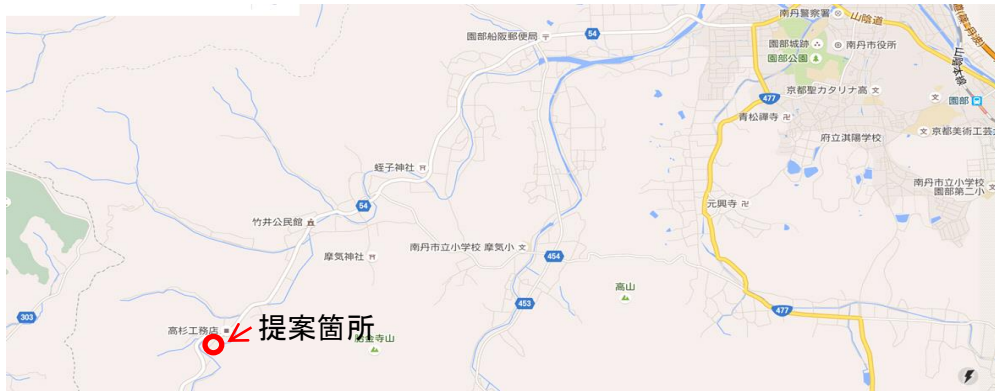 南丹警察署
山陰道
園部船阪郵便局
54
園部城跡
南丹市役所
園部公園
山陰本線
京都聖カタリナ高
477
園部
青松禅寺
府立淇陽学校
京都美術工芸
蛭子神社
南丹市立小学校
園部第二小
54
元興寺
竹井公民館
南丹市立小学校 摩気小
摩気神社
454
高山
303
453
477
高杉工務店
提案箇所